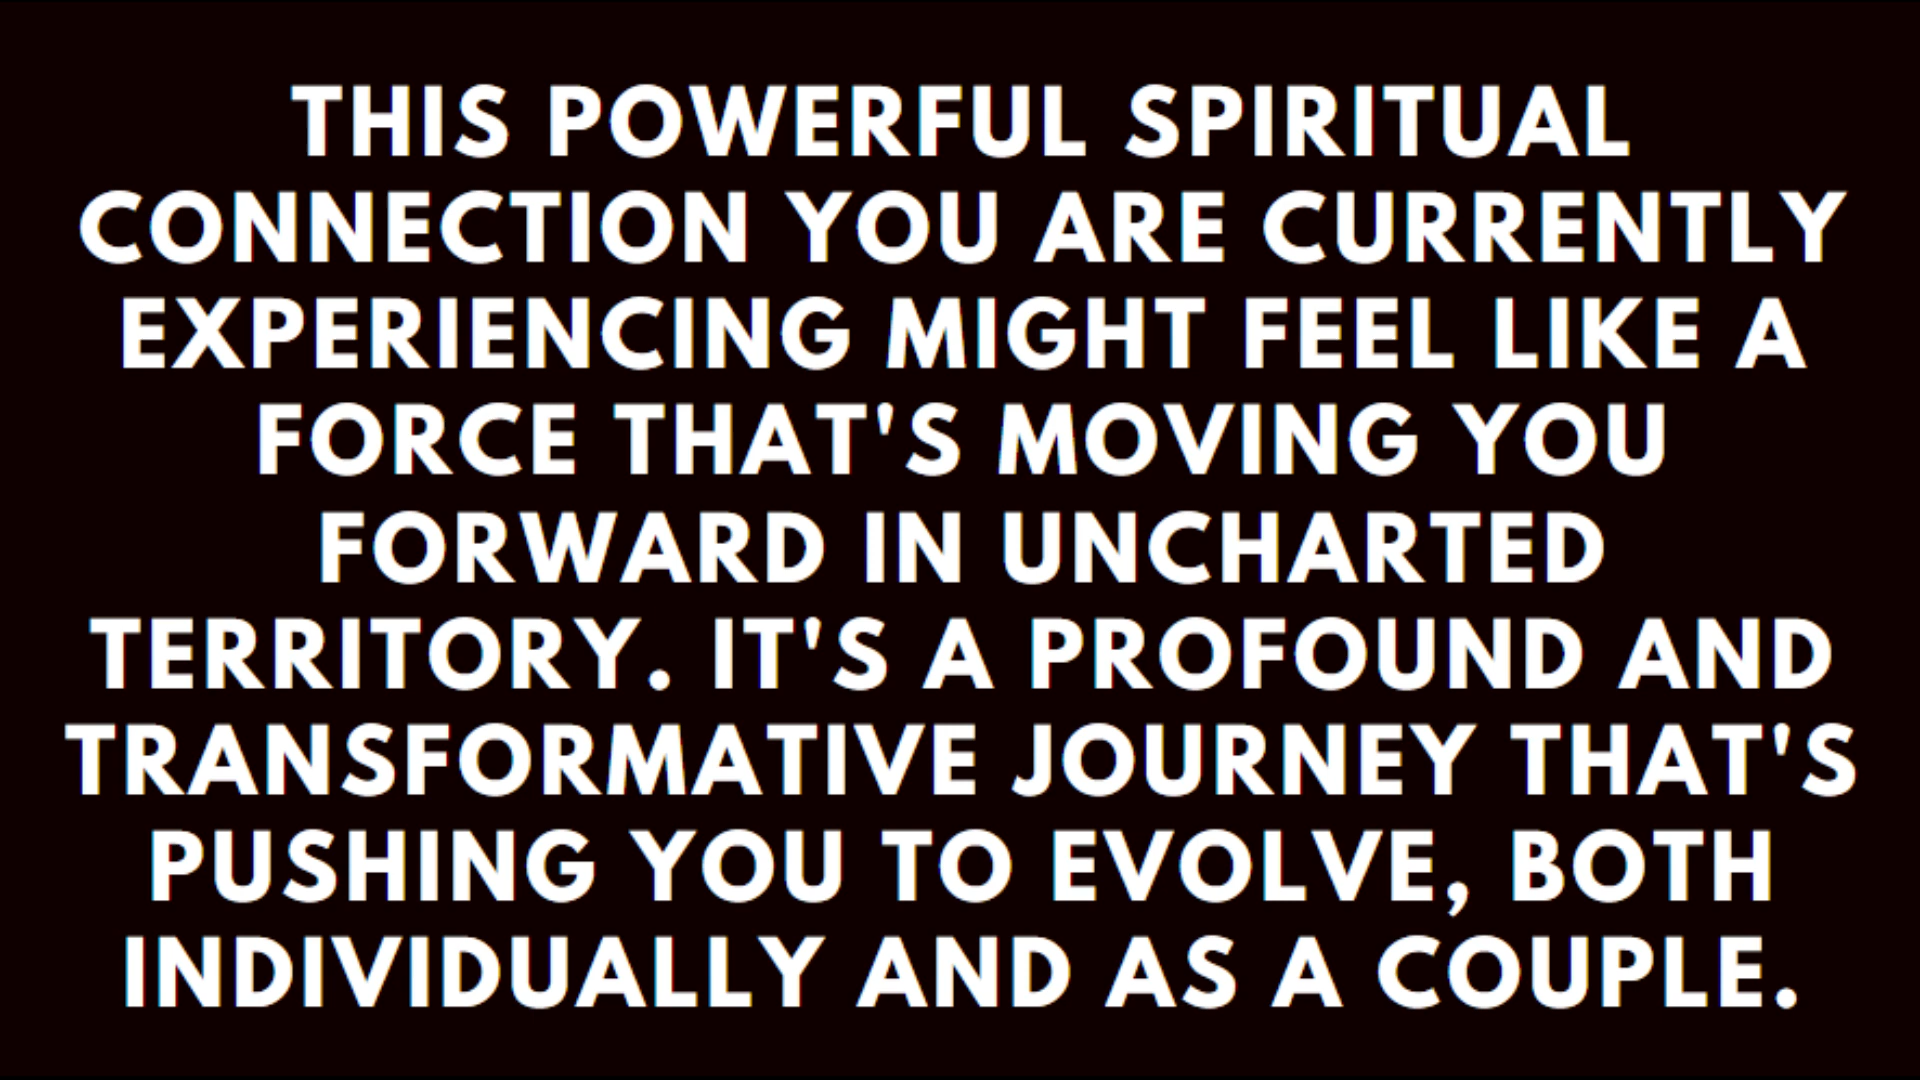 THIS POWERFUL SPIRITUAL
CONNECTION YOU ARE CURRENTLY
EXPERIENCING MIGHT FEEL LIKE A
FORCE THAT'S MOVING YOU
FORWARD IN UNCHARTED
TERRITORY. IT'S A PROFOUND AND
TRANSFORMATIVE JOURNEY THAT'S
PUSHING YOU TO EVOLVE, BOTH
INDIVIDUALLY AND AS A COUPLE.